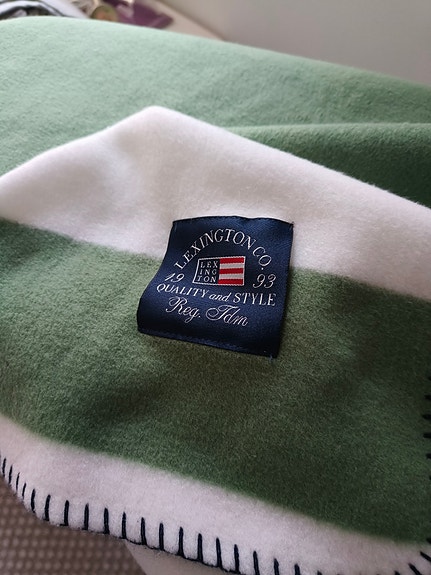 LEXINGTON CO.
LEX
ING
TON
19 93
QUALITY and STYLE
Reg. Tdm